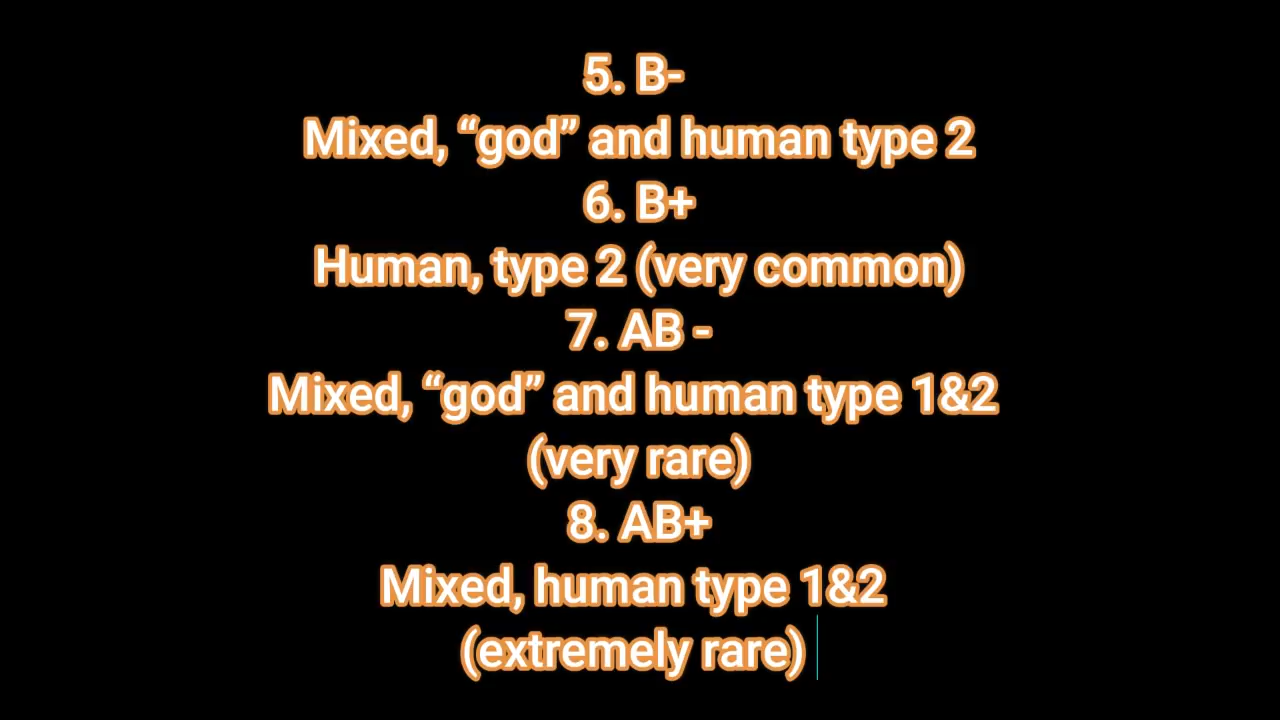 5. B-
Mixed, “god” and human type 2
6. B+
Human, type 2 (very common)
7. AB -
Mixed, “god” and human type 1&2
(very rare)
8. AB+
Mixed, human type 1&2
(extremely rare)